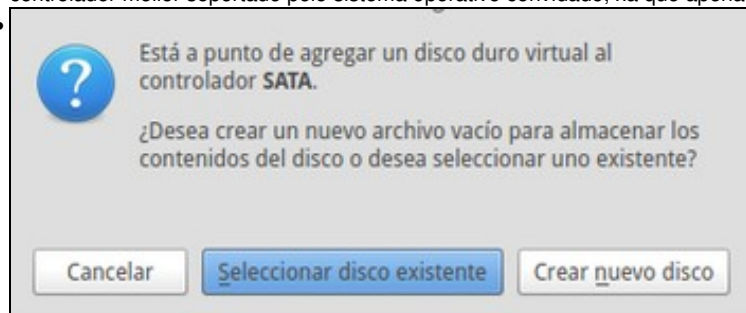 Está a punto de agregar un disco duro virtual al
controlador SATA.
¿Desea crear un nuevo archivo vacío para almacenar los
contenidos del disco o desea seleccionar uno existente?
Cancelar
Seleccionar disco existente
Crear nuevo disco